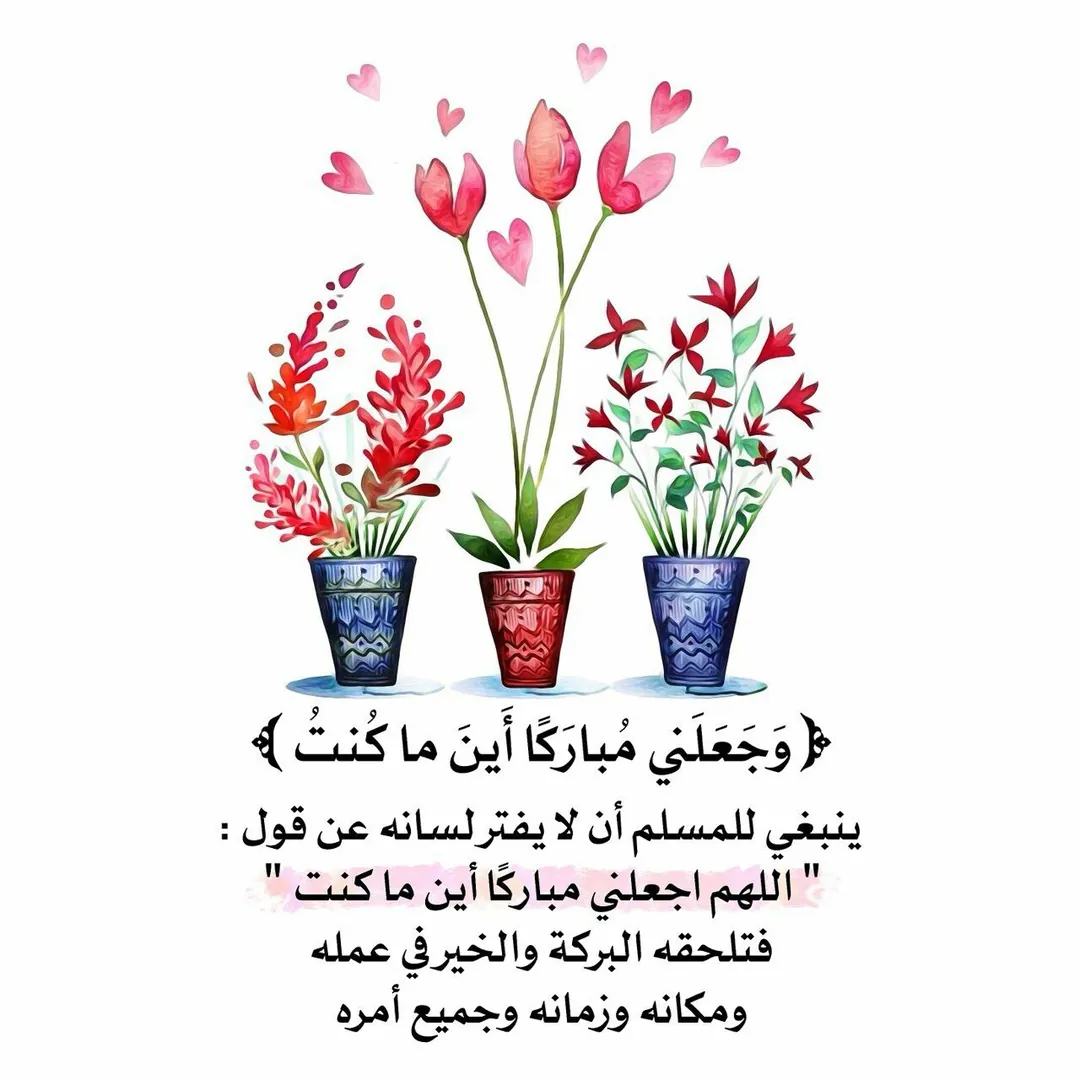 ﴿ وَجَعَلَني مُبارَكًا أَينَ ما كُنتُ ﴾
ينبغي للمسلم أن لا يفتر لسانه عن قول :
" اللهم اجعلني مباركًا أين ما كنت "
فتلحقه البركة والخير في عمله
ومكانه وزمانه وجميع أمره